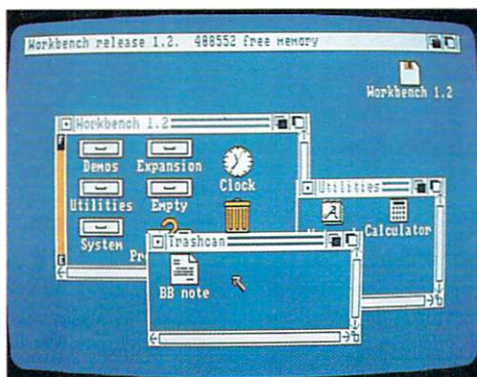 Workbench release 1.2. 488552 free memory
Workbench 1.2
Workbench 1.2
Demos
Expansion
Clock
Utilities
Empty
System
Utilities
Calculator
Trashcan
BB note